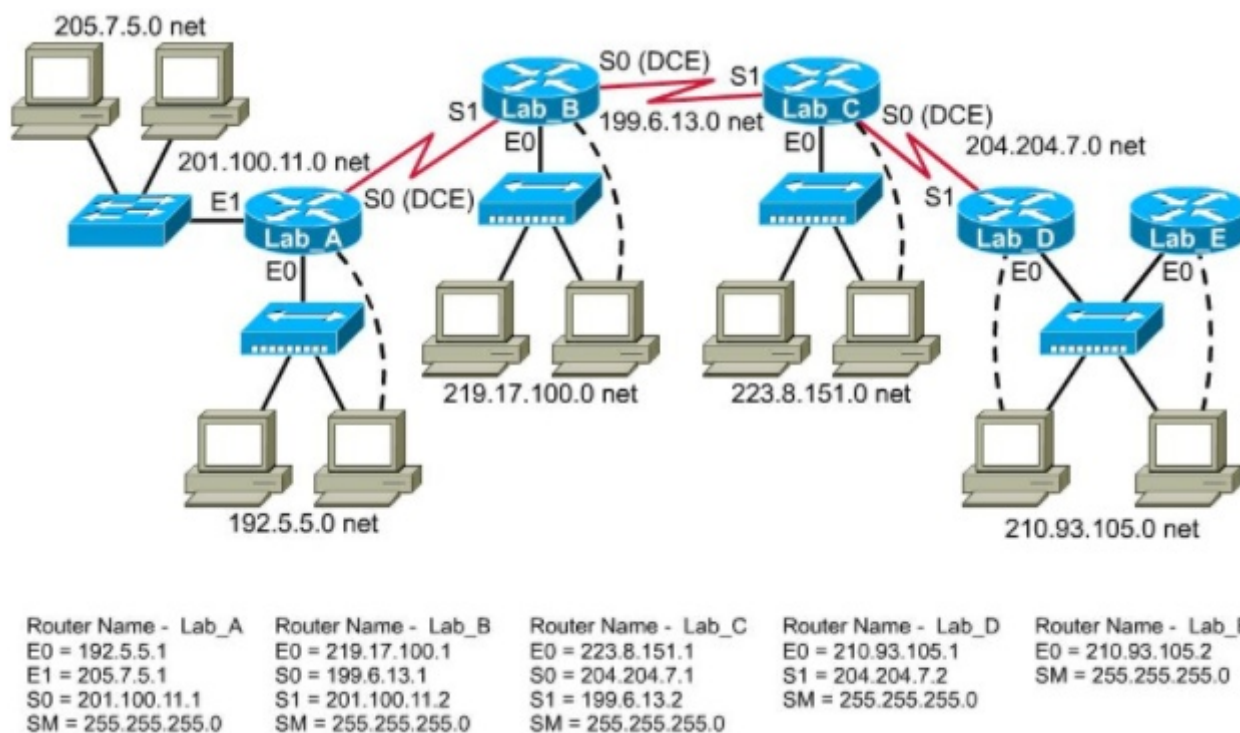 205.7.5.0 net
S0 (DCE)
S1
Lab_B
Lab_C
S1
199.6.13.0 net
S0 (DCE)
E0
E0
201.100.11.0 net
204.204.7.0 net
E1
S0 (DCE)
S1
Lab_A
Lab_D
Lab_E
E0
E0
E0
219.17.100.0 net
223.8.151.0 net
192.5.5.0 net
210.93.105.0 net
Router Name - Lab_A
E0 = 192.5.5.1
E1 = 205.7.5.1
S0 = 201.100.11.1
SM = 255.255.255.0
Router Name - Lab_B
E0 = 219.17.100.1
S0 = 199.6.13.1
S1 = 201.100.11.2
SM = 255.255.255.0
Router Name - Lab_C
E0 = 223.8.151.1
S0 = 204.204.7.1
S1 = 199.6.13.2
SM = 255.255.255.0
Router Name - Lab_D
E0 = 210.93.105.1
S1 = 204.204.7.2
SM = 255.255.255.0
Router Name - Lab_
E0 = 210.93.105.2
SM = 255.255.255.0